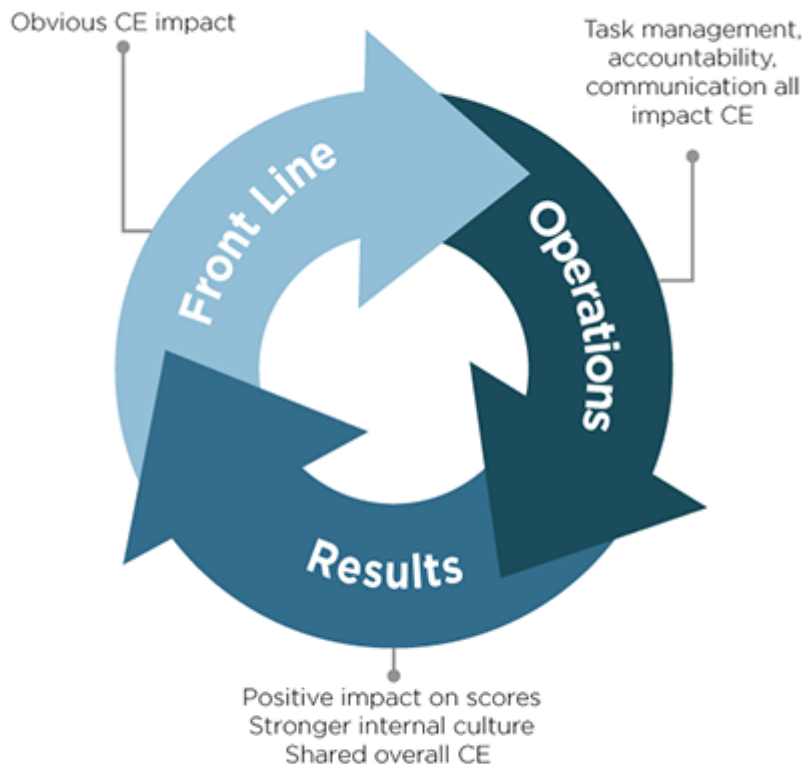 Obvious CE impact
Task management,
accountability,
communication all
impact CE
Front Line
Operations
Results
Positive impact on scores
Stronger internal culture
Shared overall CE